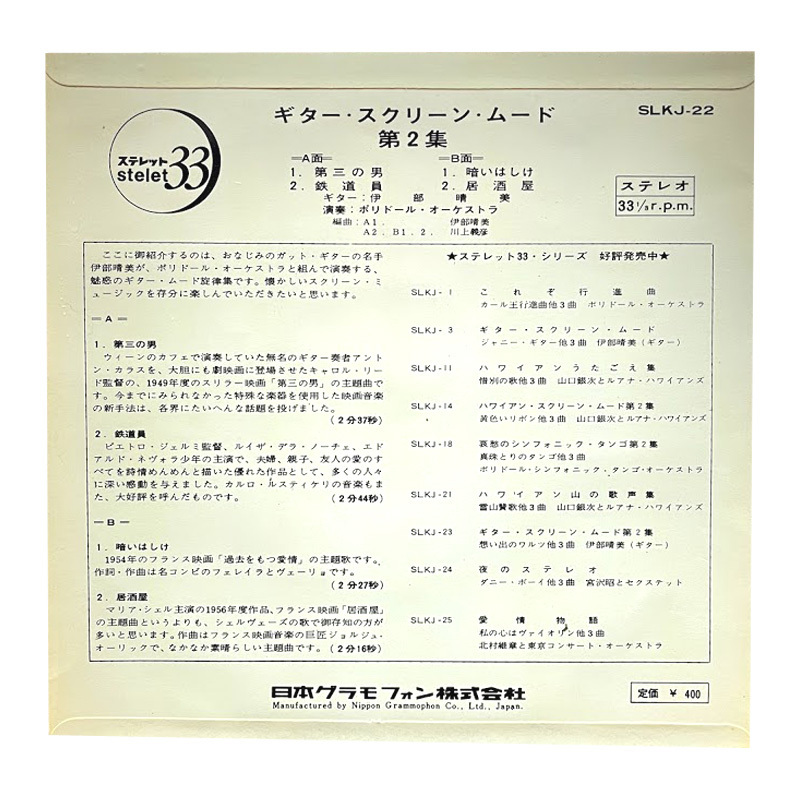 ステレット
stelet 33
ギター・スクリーン・ムード
第2集
SLKJ-22
=A面=
1. 第三の男
2. 鉄道員
=B面=
1. 暗いはしけ
2. 居酒屋
ギター:伊部晴美
演奏:ポリドール・オーケストラ
編曲:A1. 伊部晴美
A2. B1. 2. 川上義彦
ステレオ
33⅓r.p.m.
ここに御紹介するのは、おなじみのガット・ギターの名手
伊部晴美が、ポリドール・オーケストラと組んで演奏する、
魅惑のギター・ムード旋律集です。懐かしいスクリーン・ミ
ュージックを存分に楽しんでいただきたいと思います。
—A—
1. 第三の男
ウィーンのカフェで演奏していた無名のギター奏者アント
ン・カラスを、大胆にも劇映画に登場させたキャロル・リー
ド監督の、1949年度のスリラー映画「第三の男」の主題曲で
す。今までにみられなかった特殊な楽器を使用した映画音楽
の新手法は、各界にたいへんな話題を投げました。
(2分37秒)
2. 鉄道員
ピエトロ・ジェルミ監督、ルイザ・デラ・ノーチェ、エド
アルド・ネヴォラ少年の主演で、夫婦、親子、友人の愛のす
べてを詩情めんめんと描いた優れた作品として、多くの人々
に深い感動を与えました。カルロ・ルスティケリの音楽もま
た、大好評を呼んだものです。 (2分44秒)
—B—
1. 暗いはしけ
1954年のフランス映画「過去をもつ愛情」の主題歌です。
作詞・作曲は名コンビのフェレイラとヴェーリョです。
(2分27秒)
2. 居酒屋
マリア・シェル主演の1956年度作品、フランス映画「居酒屋」
の主題曲というよりも、シェルヴェーズの歌で御存知の方が
多いと思います。作曲はフランス映画音楽の巨匠ジョルジュ・
オーリックで、なかなか素晴らしい主題曲です。(2分16秒)
★ステレット33・シリーズ 好評発売中★
SLKJ-1 これぞ行進曲
カール王行進曲他3曲 ポリドール・オーケストラ
SLKJ-3 ギター・スクリーン・ムード
ジャニー・ギター他3曲 伊部晴美(ギター)
SLKJ-11 ハワイアンうたごえ集
惜別の歌他3曲 山口銀次とルアナ・ハワイアンズ
SLKJ-14 ハワイアン・スクリーン・ムード第2集
黄色いリボン他3曲 山口銀次とルアナ・ハワイアンズ
SLKJ-18 哀愁のシンフォニック・タンゴ第2集
真珠とりのタンゴ他3曲
ポリドール・シンフォニック・タンゴ・オーケストラ
SLKJ-21 ハワイアン山の歌声集
雪山賛歌他3曲 山口銀次とルアナ・ハワイアンズ
SLKJ-23 ギター・スクリーン・ムード第2集
想い出のワルツ他3曲 伊部晴美(ギター)
SLKJ-24 夜のステレオ
ダニー・ボーイ他3曲 宮沢昭とセクステット
SLKJ-25 愛情物語
私の心はヴァイオリン他3曲
北村維章と東京コンサート・オーケストラ
日本グラモフォン株式会社
Manufactured by Nippon Grammophon Co., Ltd., Japan.
定価 ¥ 400